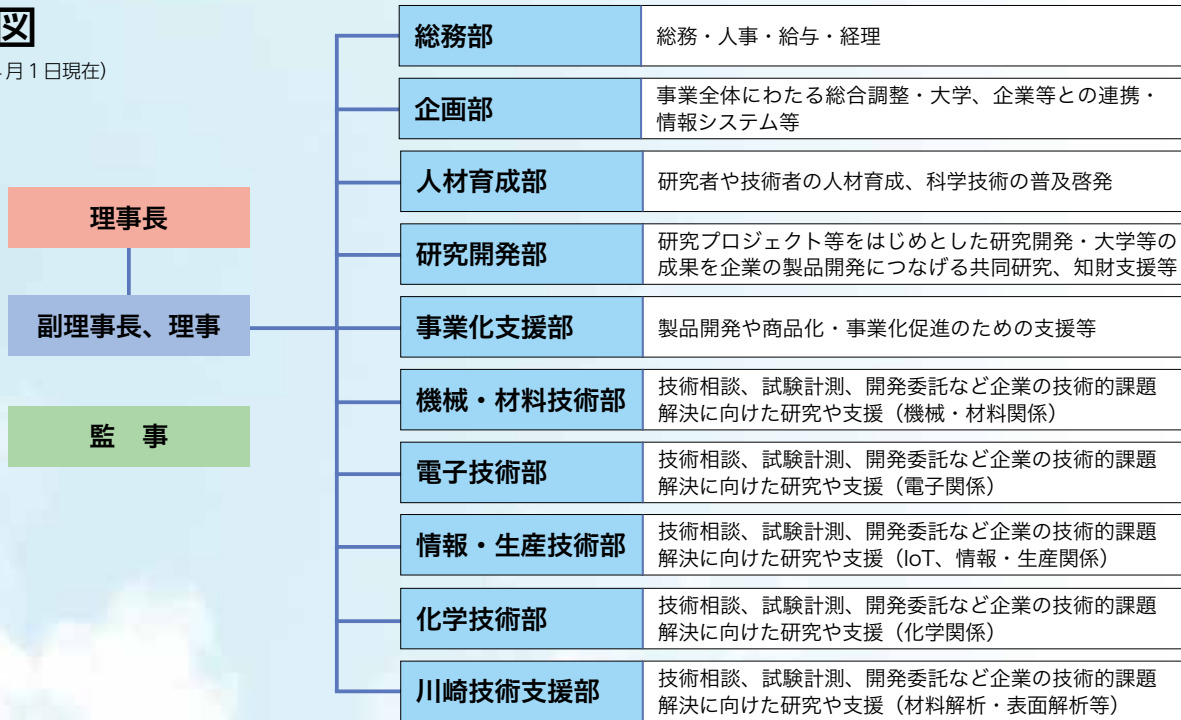 図
月1日現在）
理事長
副理事長、理事
監　事
総務部
総務・人事・給与・経理
企画部
事業全体にわたる総合調整・大学、企業等との連携・
情報システム等
人材育成部
研究者や技術者の人材育成、科学技術の普及啓発
研究開発部
研究プロジェクト等をはじめとした研究開発・大学等の
成果を企業の製品開発につなげる共同研究、知財支援等
事業化支援部
製品開発や商品化・事業化促進のための支援等
機械・材料技術部
技術相談、試験計測、開発委託など企業の技術的課題
解決に向けた研究や支援（機械・材料関係）
電子技術部
技術相談、試験計測、開発委託など企業の技術的課題
解決に向けた研究や支援（電子関係）
情報・生産技術部
技術相談、試験計測、開発委託など企業の技術的課題
解決に向けた研究や支援（IoT、情報・生産関係）
化学技術部
技術相談、試験計測、開発委託など企業の技術的課題
解決に向けた研究や支援（化学関係）
川崎技術支援部
技術相談、試験計測、開発委託など企業の技術的課題
解決に向けた研究や支援（材料解析・表面解析等）